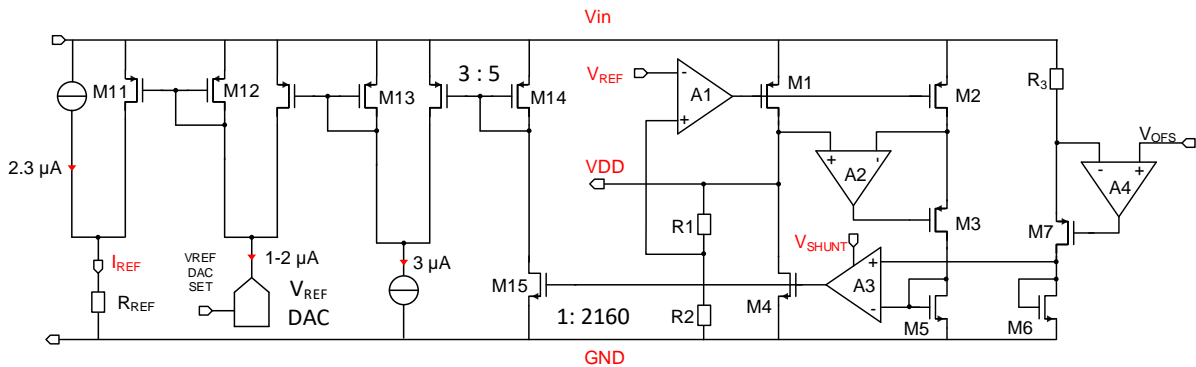 Vin
M11
M12
M13
3 : 5
M14
VREF
-
A1
+
M1
M2
R3
VOFS
2.3 µA
+
-
A2
-
+
A4
VDD
R1
M3
M7
IREF
VREF
DAC
SET
1-2 µA
3 µA
VSHUNT
+
A3
-
RREF
VREF
DAC
M15
1: 2160
R2
M4
M5
M6
GND